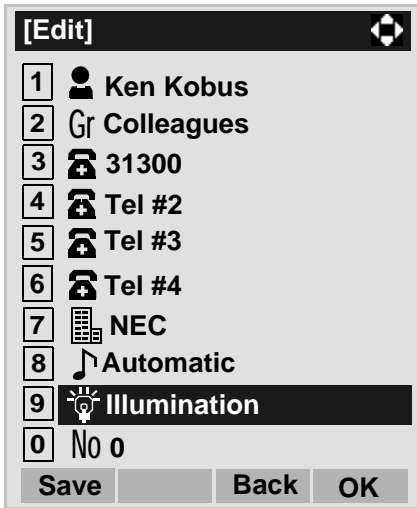 [Edit]
1 Ken Kobus
2 Gr Colleagues
3 31300
4 Tel #2
5 Tel #3
6 Tel #4
7 NEC
8 Automatic
9 Illumination
0 No 0
Save Back OK